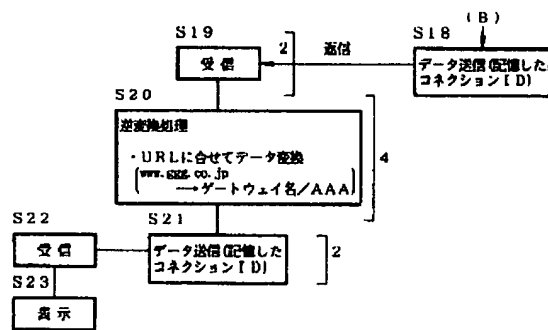 (B)
S19
S18
2
返信
受信
データ送信(記憶した
コネクションID)
S20
逆変換処理
・URLに合せてデータ変換
www.ggg.co.jp
→ゲートウェイ名/AAA
4
S21
S22
受信
データ送信(記憶した
コネクションID)
2
S23
表示